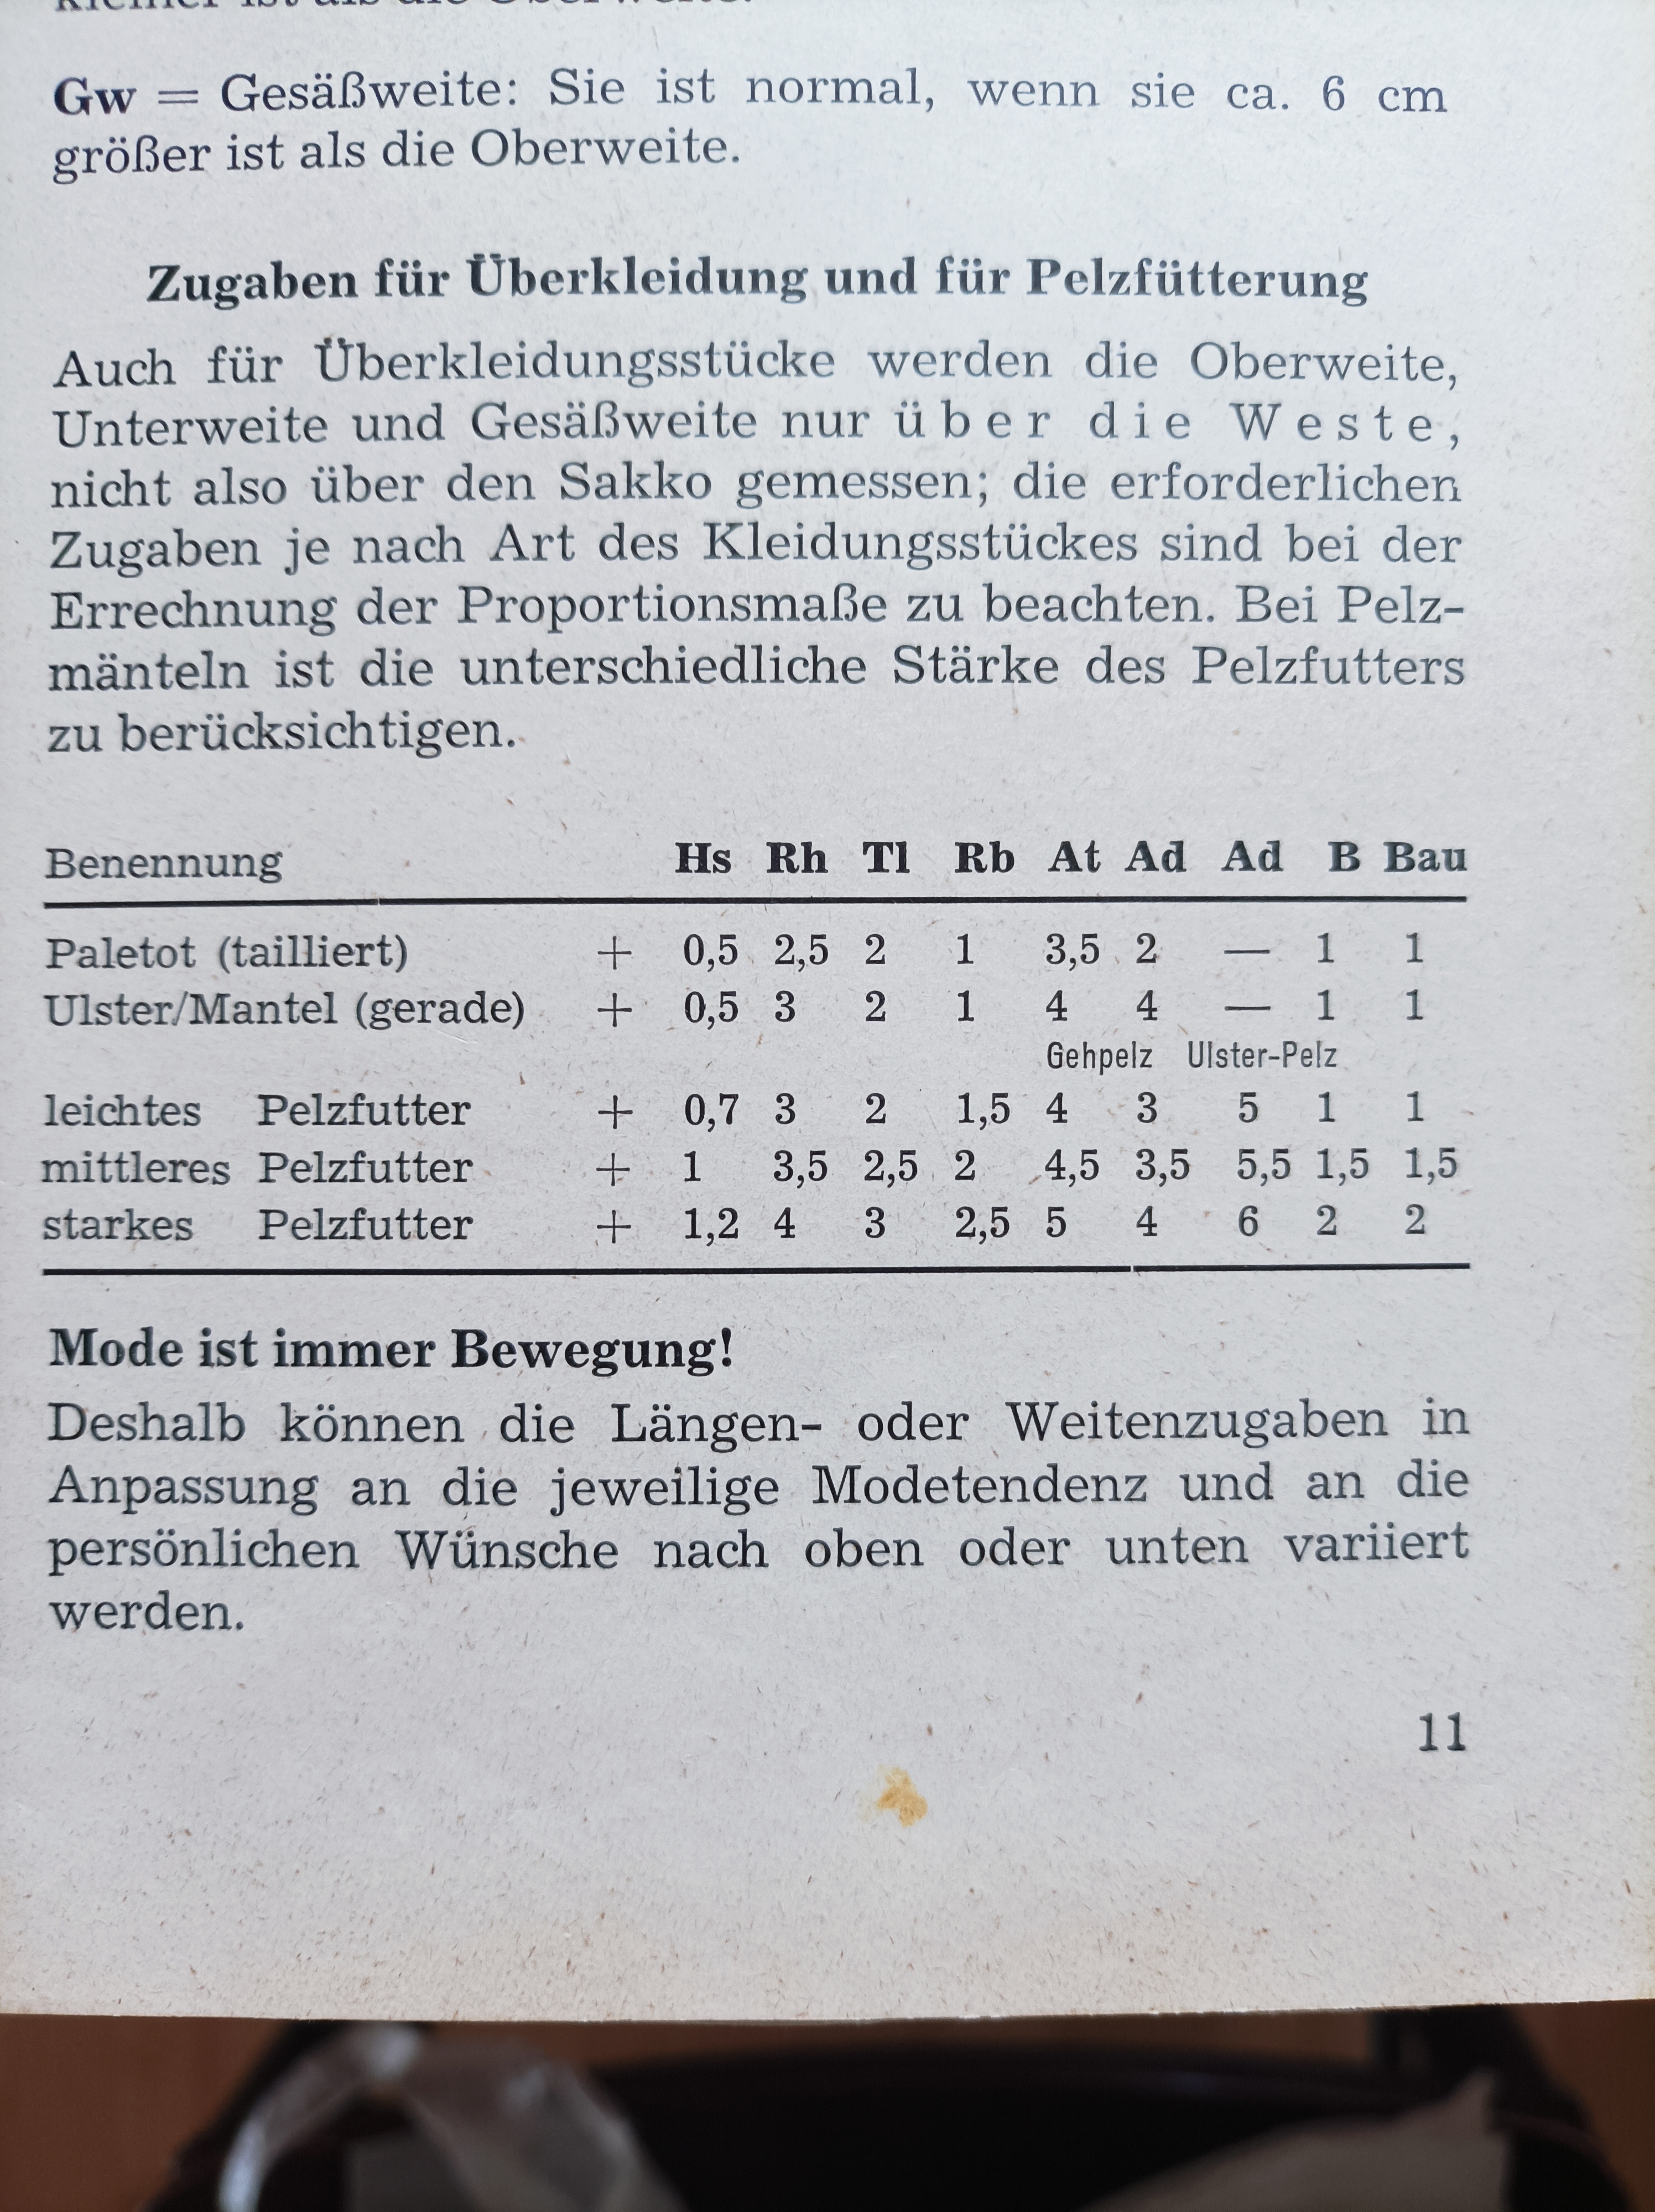 kleiner ist als die Oberweite.
Gw = Gesäßweite: Sie ist normal, wenn sie ca. 6 cm
größer ist als die Oberweite.
Zugaben für Überkleidung und für Pelzfütterung
Auch für Überkleidungsstücke werden die Oberweite,
Unterweite und Gesäßweite nur über die Weste,
nicht also über den Sakko gemessen; die erforderlichen
Zugaben je nach Art des Kleidungsstückes sind bei der
Errechnung der Proportionsmaße zu beachten. Bei Pelz-
mänteln ist die unterschiedliche Stärke des Pelzfutters
zu berücksichtigen.
Benennung Hs Rh Tl Rb At Ad Ad B Bau
Paletot (tailliert) + 0,5 2,5 2 1 3,5 2 — 1 1
Ulster/Mantel (gerade) + 0,5 3 2 1 4 4 — 1 1
Gehpelz Ulster-Pelz
leichtes Pelzfutter + 0,7 3 2 1,5 4 3 5 1 1
mittleres Pelzfutter + 1 3,5 2,5 2 4,5 3,5 5,5 1,5 1,5
starkes Pelzfutter + 1,2 4 3 2,5 5 4 6 2 2
Mode ist immer Bewegung!
Deshalb können die Längen- oder Weitenzugaben in
Anpassung an die jeweilige Modetendenz und an die
persönlichen Wünsche nach oben oder unten variiert
werden.
11